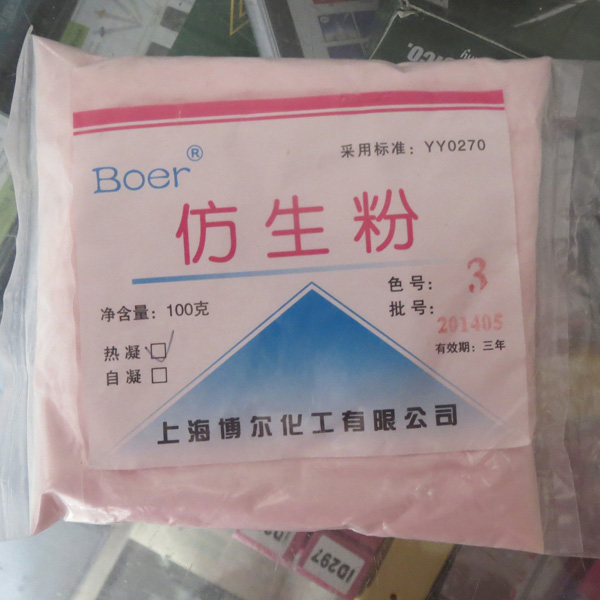 Boer®
采用标准：YY0270
仿生粉
净含量：100克
色号：3
批号：201405
热凝
自凝
有效期：三年
上海博尔化工有限公司
ID297